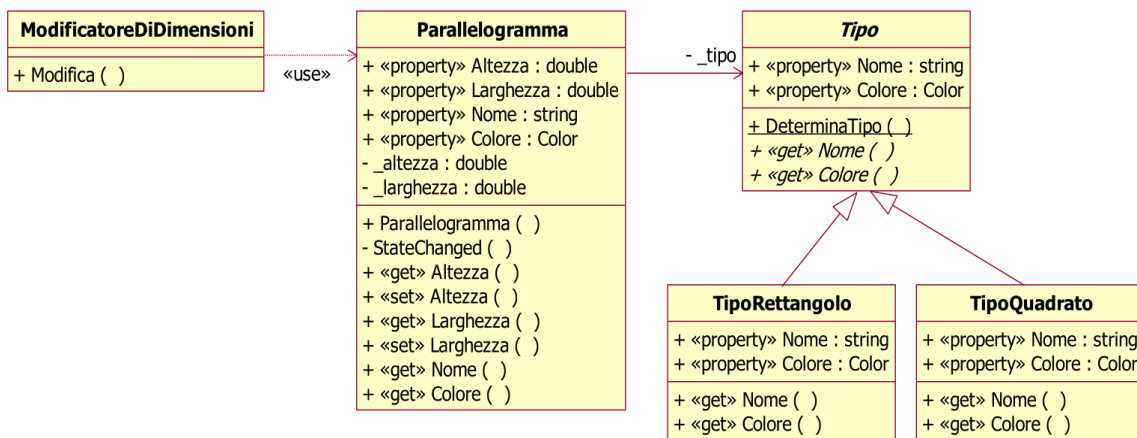 ModificatoreDiDimensioni
+ Modifica ( )
«use»
Parallelogramma
+ «property» Altezza : double
+ «property» Larghezza : double
+ «property» Nome : string
+ «property» Colore : Color
- _altezza : double
- _larghezza : double
+ Parallelogramma ( )
- StateChanged ( )
+ «get» Altezza ( )
+ «set» Altezza ( )
+ «get» Larghezza ( )
+ «set» Larghezza ( )
+ «get» Nome ( )
+ «get» Colore ( )
- _tipo
Tipo
+ «property» Nome : string
+ «property» Colore : Color
+ DeterminaTipo ( )
+ «get» Nome ( )
+ «get» Colore ( )
TipoRettangolo
+ «property» Nome : string
+ «property» Colore : Color
+ «get» Nome ( )
+ «get» Colore ( )
TipoQuadrato
+ «property» Nome : string
+ «property» Colore : Color
+ «get» Nome ( )
+ «get» Colore ( )